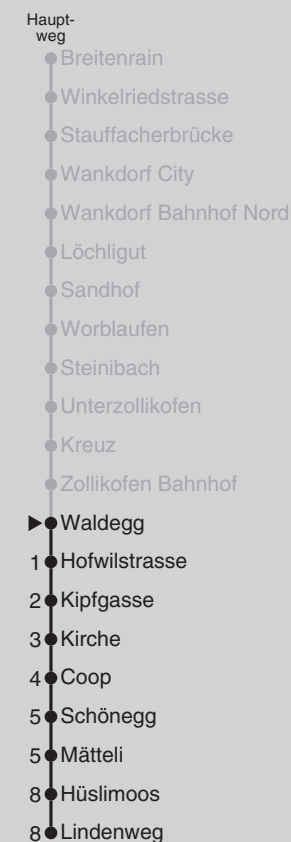 Haupt-
weg
Breitenrain
Winkelriedstrasse
Stauffacherbrücke
Wankdorf City
Wankdorf Bahnhof Nord
Löchligut
Sandhof
Worblaufen
Steinibach
Unterzollikofen
Kreuz
Zollikofen Bahnhof
Waldegg
1 Hofwilstrasse
2 Kipfgasse
3 Kirche
4 Coop
5 Schönegg
5 Mätteli
8 Hüslimoos
8 Lindenweg